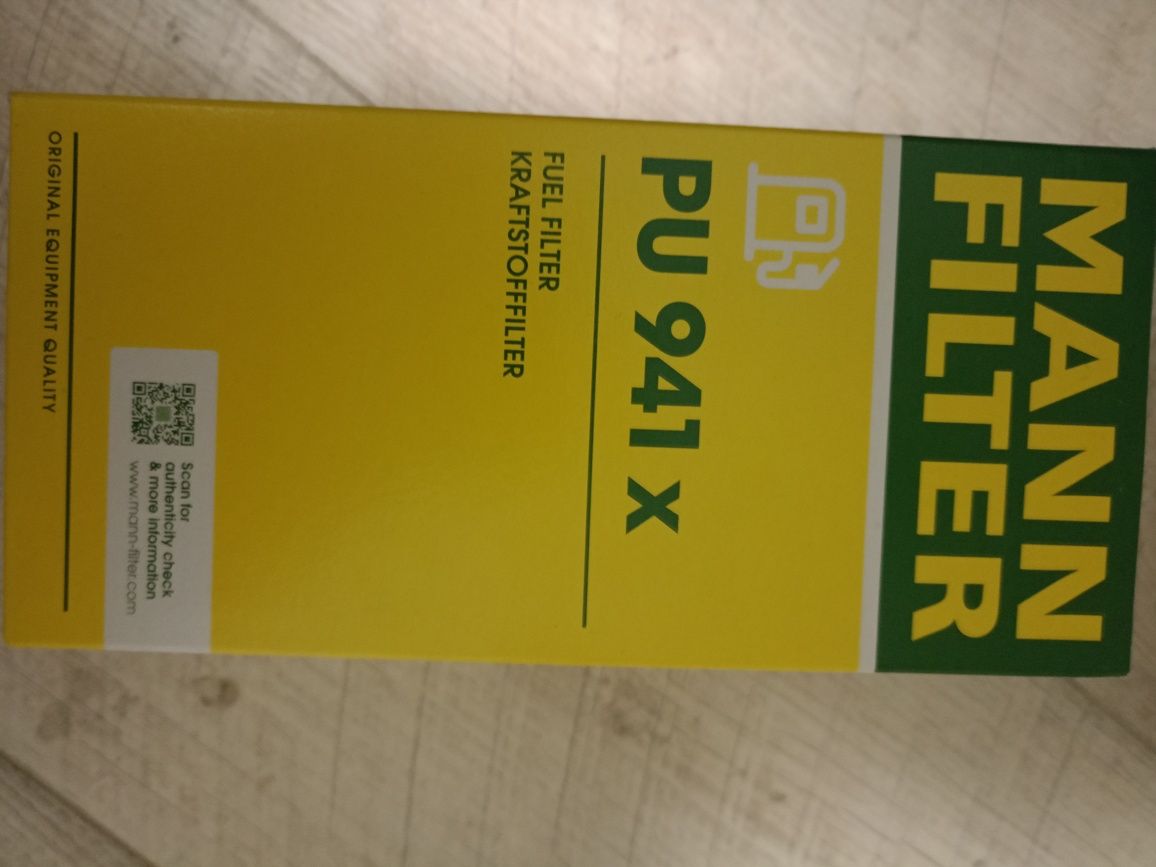 MANN
FILTER
PU 941 x
FUEL FILTER
KRAFTSTOFFFILTER
Scan for
authenticity check
& more information
www.mann-filter.com
ORIGINAL EQUIPMENT QUALITY